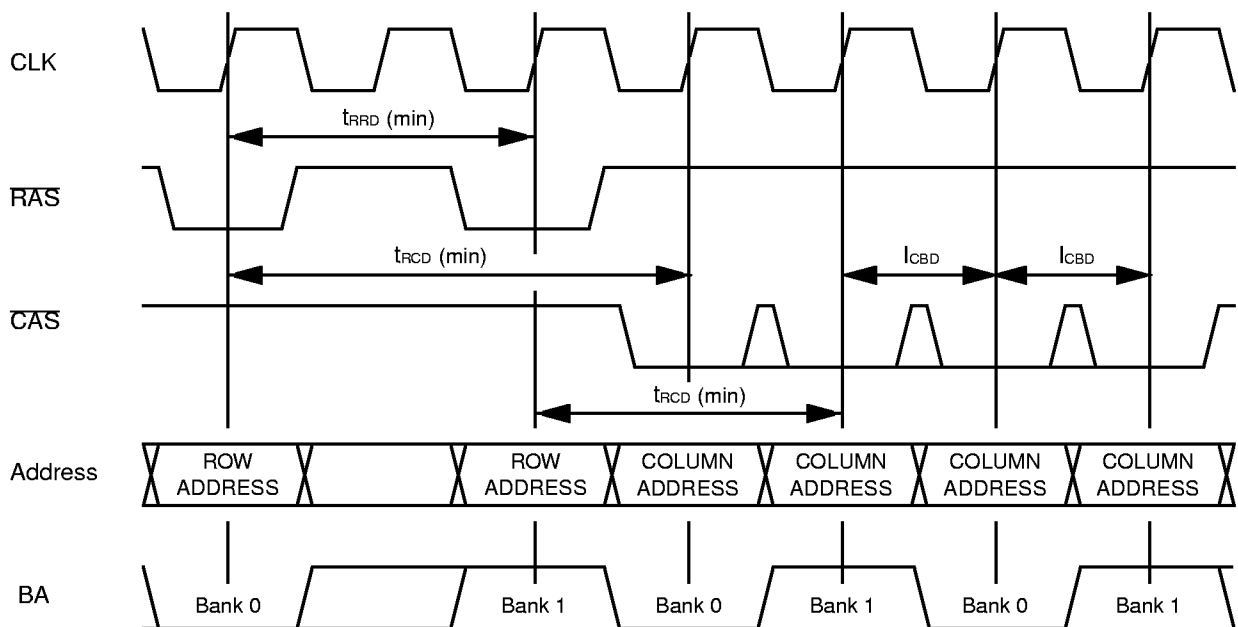 CLK
tRRD (min)
RAS
tRCD (min)
ICBD
ICBD
CAS
tRCD (min)
Address
ROW
ADDRESS
ROW
ADDRESS
COLUMN
ADDRESS
COLUMN
ADDRESS
COLUMN
ADDRESS
COLUMN
ADDRESS
BA
Bank 0
Bank 1
Bank 0
Bank 1
Bank 0
Bank 1